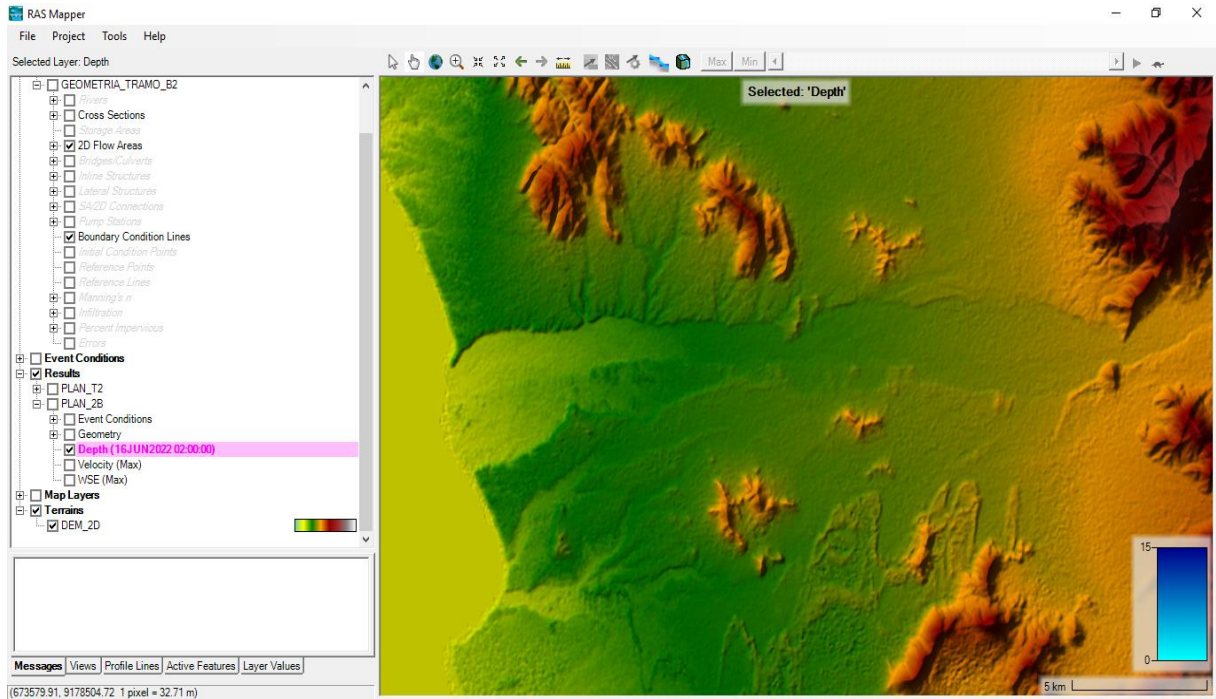 RAS Mapper
File Project Tools Help
Selected Layer: Depth
Max Min
GEOMETRIA_TRAMO_B2
Rivers
Cross Sections
Storage Areas
2D Flow Areas
Bridges/Culverts
Inline Structures
Lateral Structures
SA/2D Connections
Pump Stations
Boundary Condition Lines
Initial Condition Points
Reference Points
Reference Lines
Manning's n
Infiltration
Percent Impervious
Errors
Event Conditions
Results
PLAN_T2
PLAN_2B
Event Conditions
Geometry
Depth (16JUN2022 02:00:00)
Velocity (Max)
WSE (Max)
Map Layers
Terrains
DEM_2D
Selected: 'Depth'
15
0
5 km
Messages Views Profile Lines Active Features Layer Values
(673579.91, 9178504.72 1 pixel = 32.71 m)